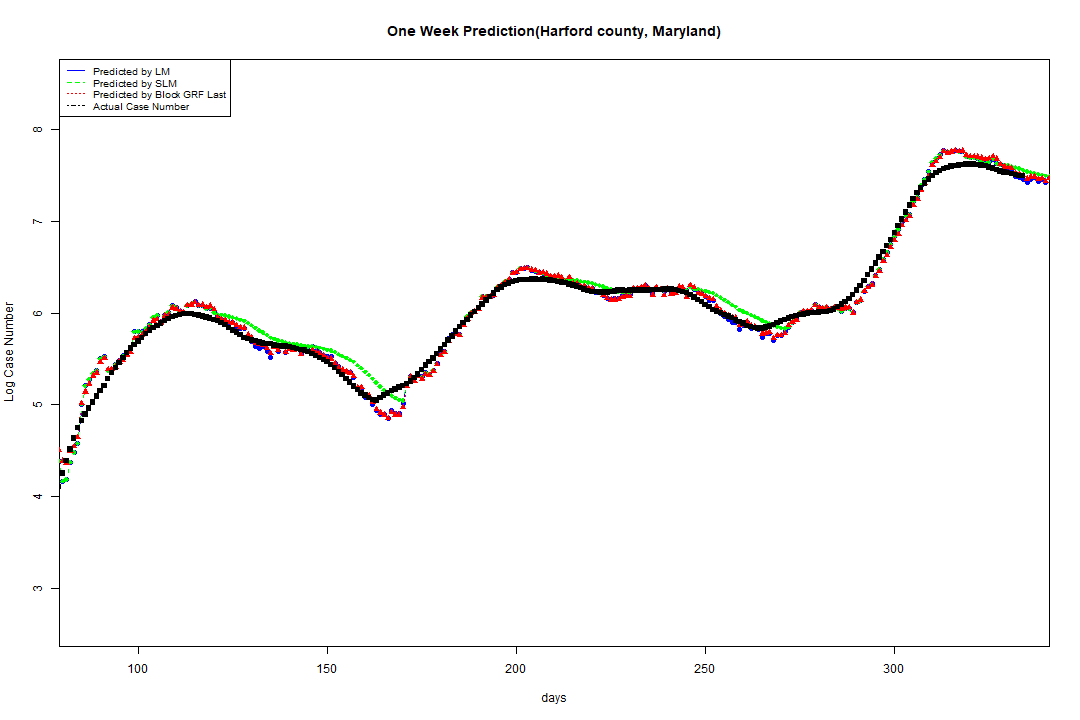 One Week Prediction(Harford county, Maryland)
Predicted by LM
Predicted by SLM
Predicted by Block GRF Last
Actual Case Number
Log Case Number
8
7
6
5
4
3
100 150 200 250 300
days